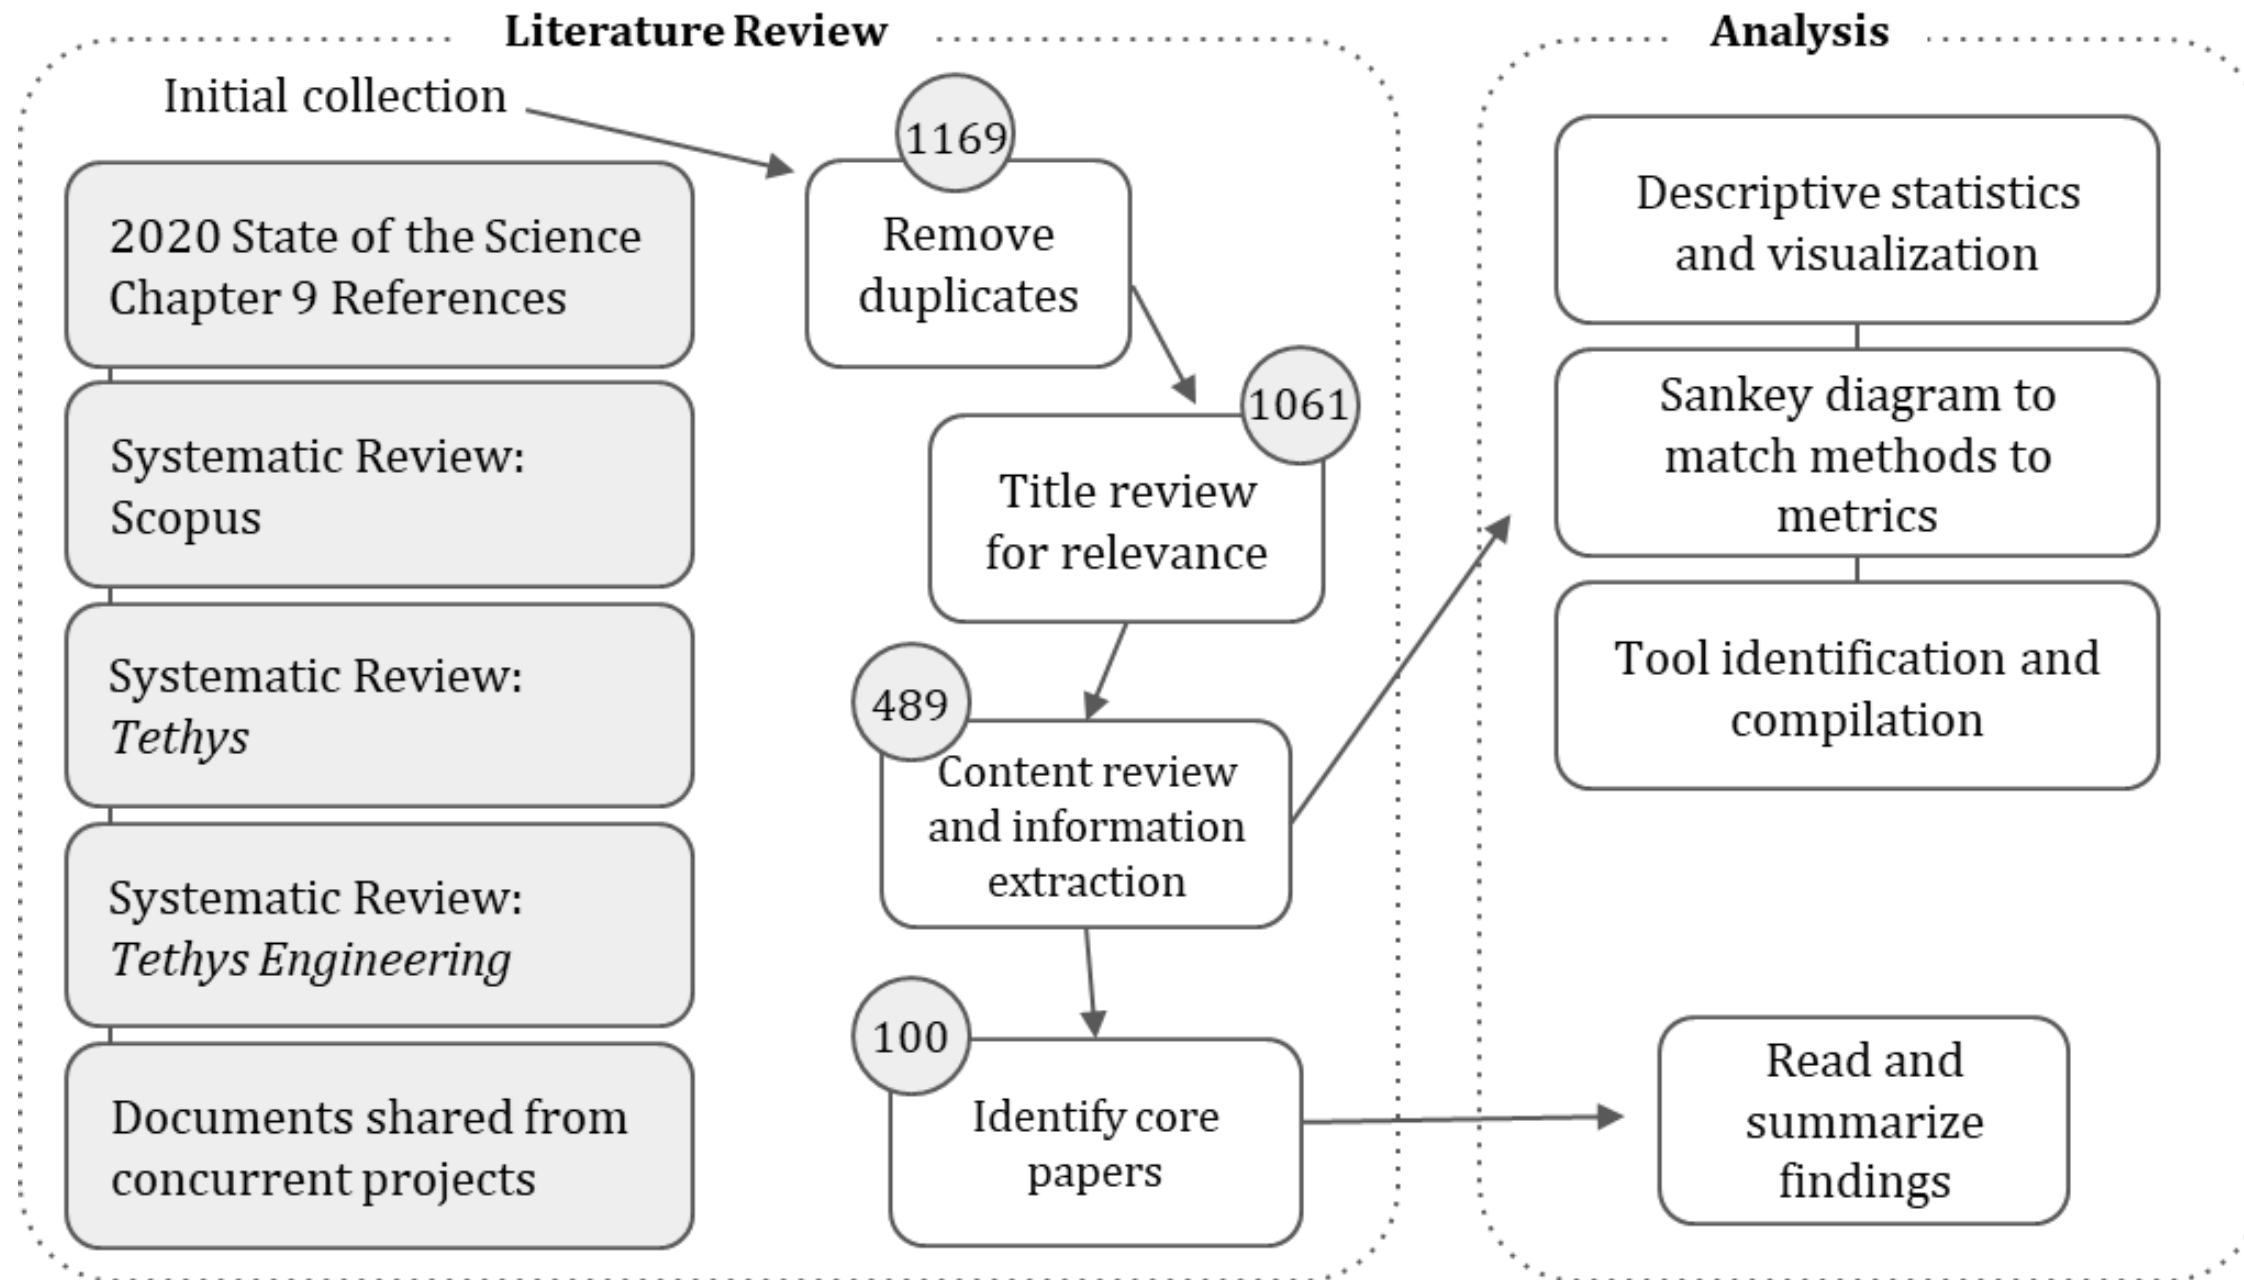 Literature Review
Initial collection
2020 State of the Science
Chapter 9 References
Systematic Review:
Scopus
Systematic Review:
Tethys
Systematic Review:
Tethys Engineering
Documents shared from
concurrent projects
1169
Remove
duplicates
1061
Title review
for relevance
489
Content review
and information
extraction
100
Identify core
papers
Analysis
Descriptive statistics
and visualization
Sankey diagram to
match methods to
metrics
Tool identification and
compilation
Read and
summarize
findings